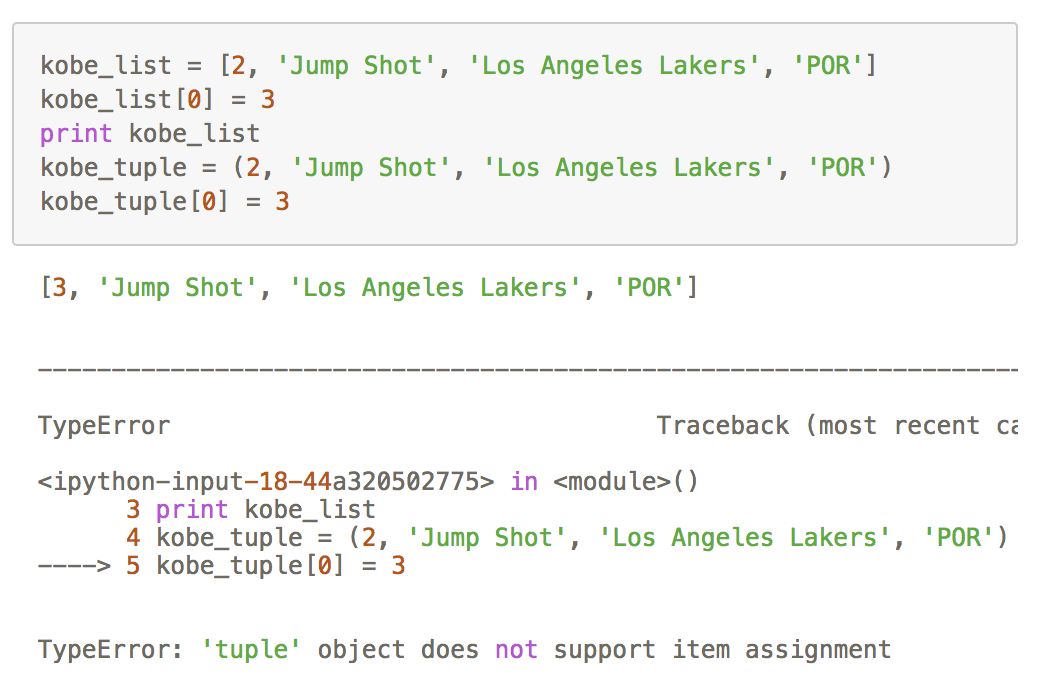 kobe_list = [2, 'Jump Shot', 'Los Angeles Lakers', 'POR']
kobe_list[0] = 3
print kobe_list
kobe_tuple = (2, 'Jump Shot', 'Los Angeles Lakers', 'POR')
kobe_tuple[0] = 3
[3, 'Jump Shot', 'Los Angeles Lakers', 'POR']
---------------------------------------------------------------------------
TypeError                                 Traceback (most recent ca
<ipython-input-18-44a320502775> in <module>()
      3 print kobe_list
      4 kobe_tuple = (2, 'Jump Shot', 'Los Angeles Lakers', 'POR')
----> 5 kobe_tuple[0] = 3
TypeError: 'tuple' object does not support item assignment